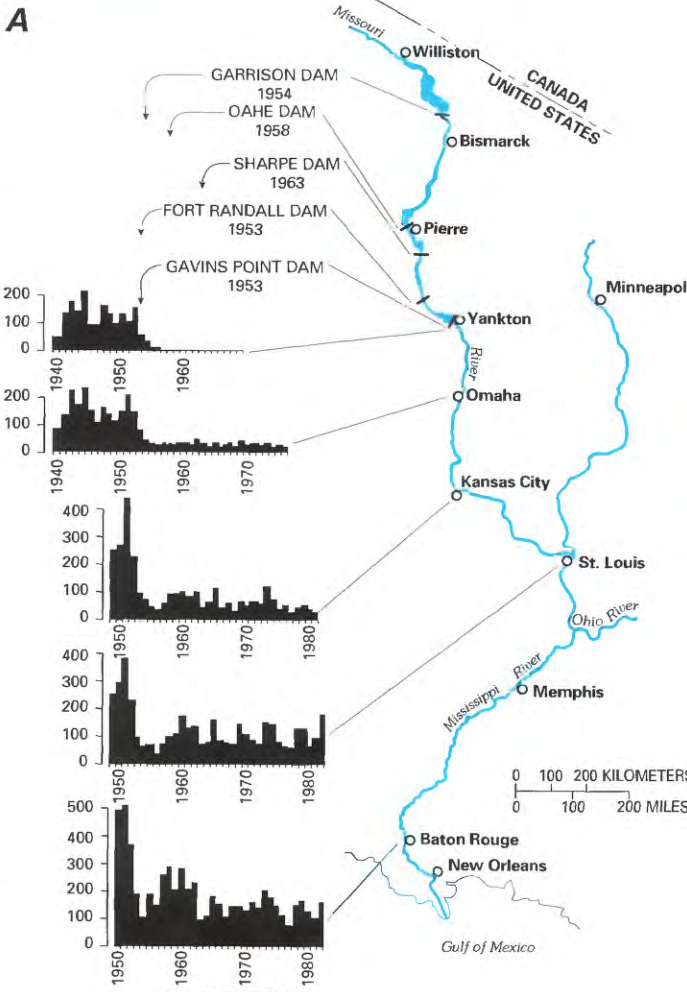 A
Missouri
Williston
CANADA
UNITED STATES
GARRISON DAM
1954
OAHE DAM
1958
Bismarck
SHARPE DAM
1963
FORT RANDALL DAM
1953
Pierre
GAVINS POINT DAM
1953
Minneapol
Yankton
River
Omaha
Kansas City
St. Louis
Ohio River
Mississippi River
Memphis
0 100 200 KILOMETERS
0 100 200 MILES
Baton Rouge
New Orleans
Gulf of Mexico
200
100
0
1940 1950 1960
200
100
0
1940 1950 1960 1970
400
300
200
100
0
1950 1960 1970 1980
400
300
200
100
0
1950 1960 1970 1980
500
400
300
200
100
0
1950 1960 1970 1980